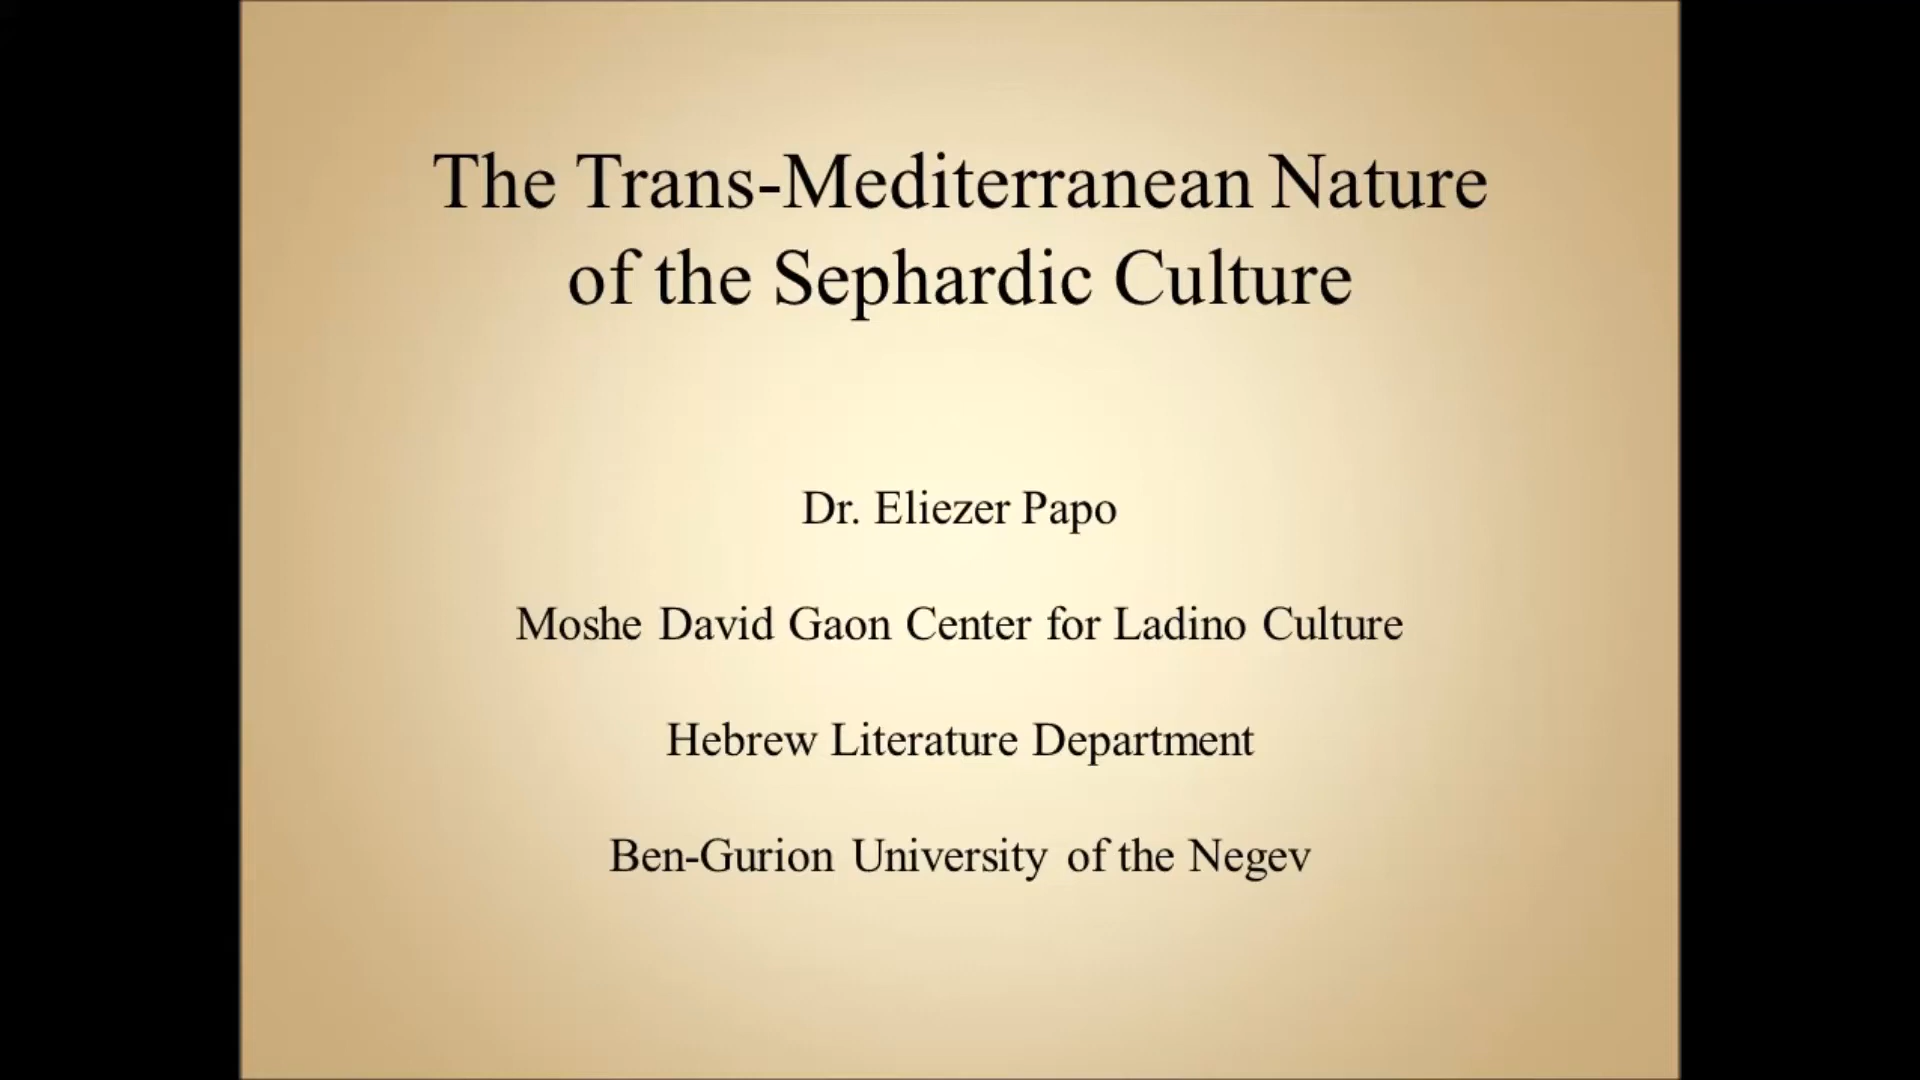 The Trans-Mediterranean Nature
of the Sephardic Culture
Dr. Eliezer Papo
Moshe David Gaon Center for Ladino Culture
Hebrew Literature Department
Ben-Gurion University of the Negev